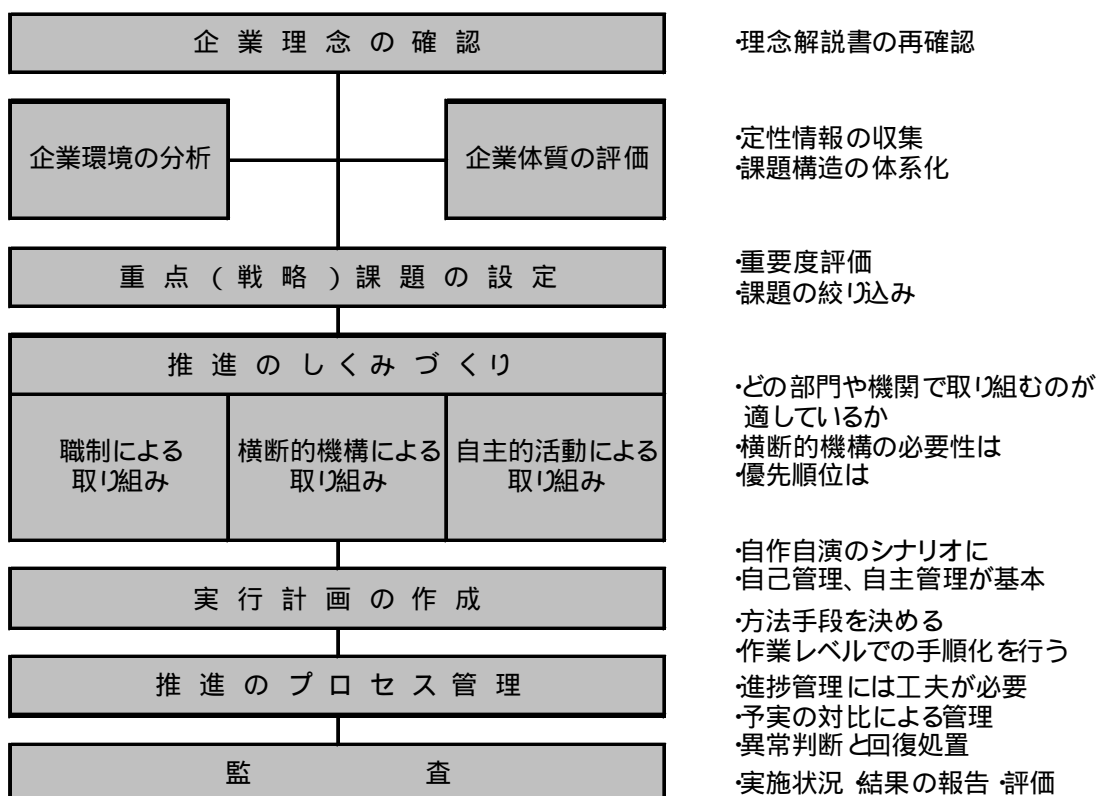 企業理念の確認
・理念解説書の再確認
企業環境の分析
企業体質の評価
・定性情報の収集
・課題構造の体系化
重点(戦略)課題の設定
・重要度評価
・課題の絞り込み
推進のしくみづくり
職制による
取り組み
横断的機構による
取り組み
自主的活動による
取り組み
・どの部門や機関で取り組むのが
適しているか
・横断的機構の必要性は
・優先順位は
・自作自演のシナリオに
・自己管理、自主管理が基本
実行計画の作成
・方法手段を決める
・作業レベルでの手順化を行う
推進のプロセス管理
・進捗管理には工夫が必要
・予実の対比による管理
・異常判断と回復処置
監査
・実施状況・結果の報告・評価